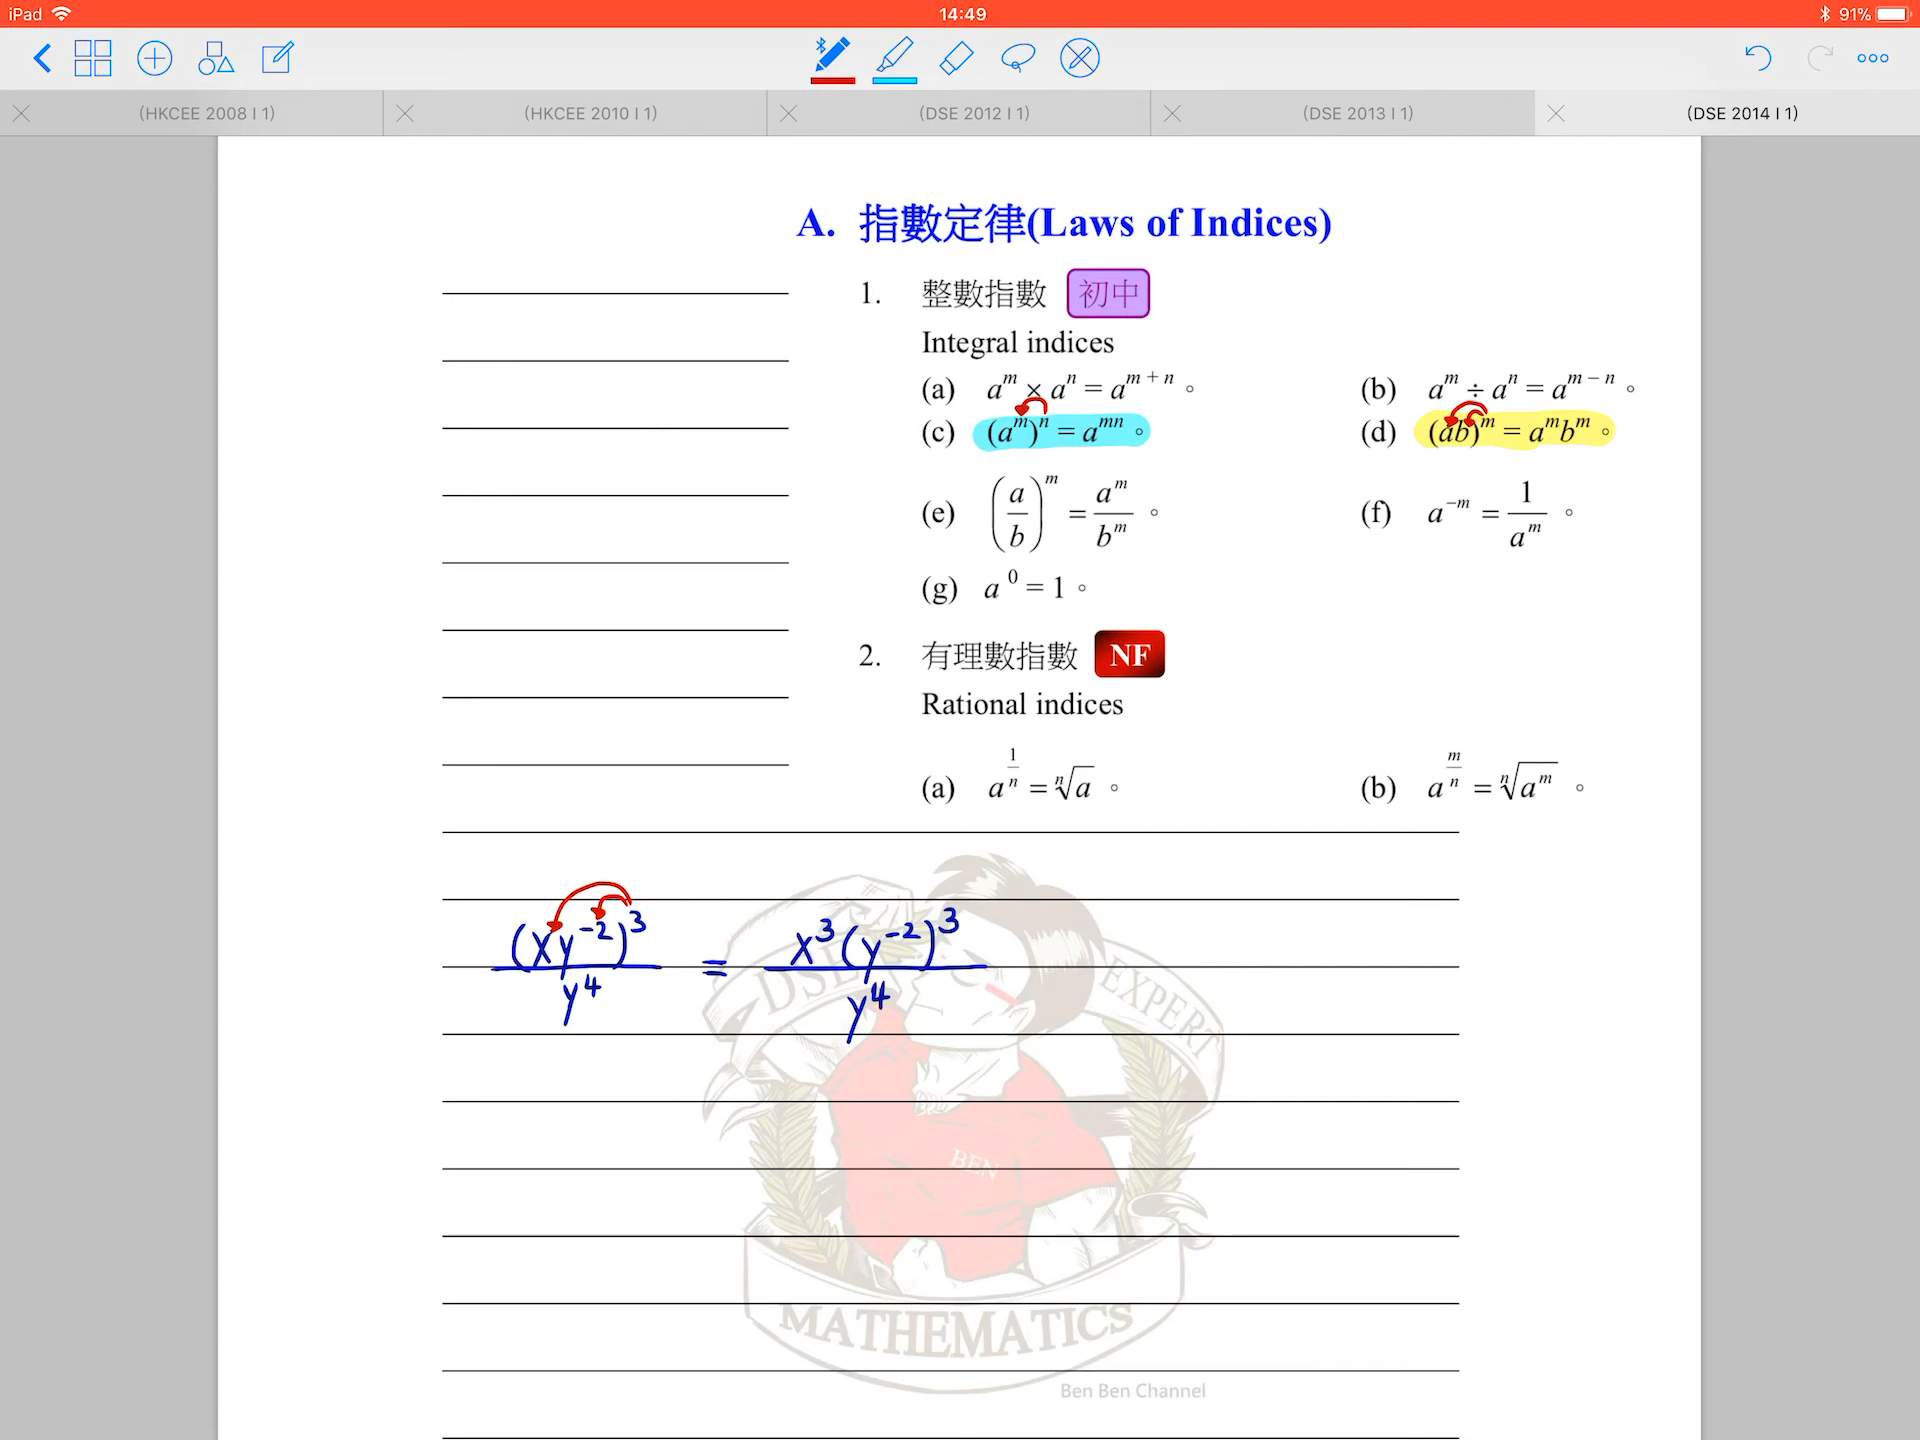 iPad 14:49 91%
(HKCEE 2008 I 1) (HKCEE 2010 I 1) (DSE 2012 I 1) (DSE 2013 I 1) (DSE 2014 I 1)
A. 指數定律(Laws of Indices)
1. 整數指數 初中
Integral indices
(a) a^m × a^n = a^(m + n)。 (b) a^m ÷ a^n = a^(m − n)。
(c) (a^m)^n = a^(mn)。 (d) (ab)^m = a^m b^m。
(e) (a/b)^m = a^m/b^m。 (f) a^(−m) = 1/a^m。
(g) a^0 = 1。
2. 有理數指數 NF
Rational indices
(a) a^(1/n) = ⁿ√a。 (b) a^(m/n) = ⁿ√(a^m)。
(xy^(-2))^3 / y^4 = x^3(y^(-2))^3 / y^4
DSE EXPERT
BEN
MATHEMATICS
Ben Ben Channel